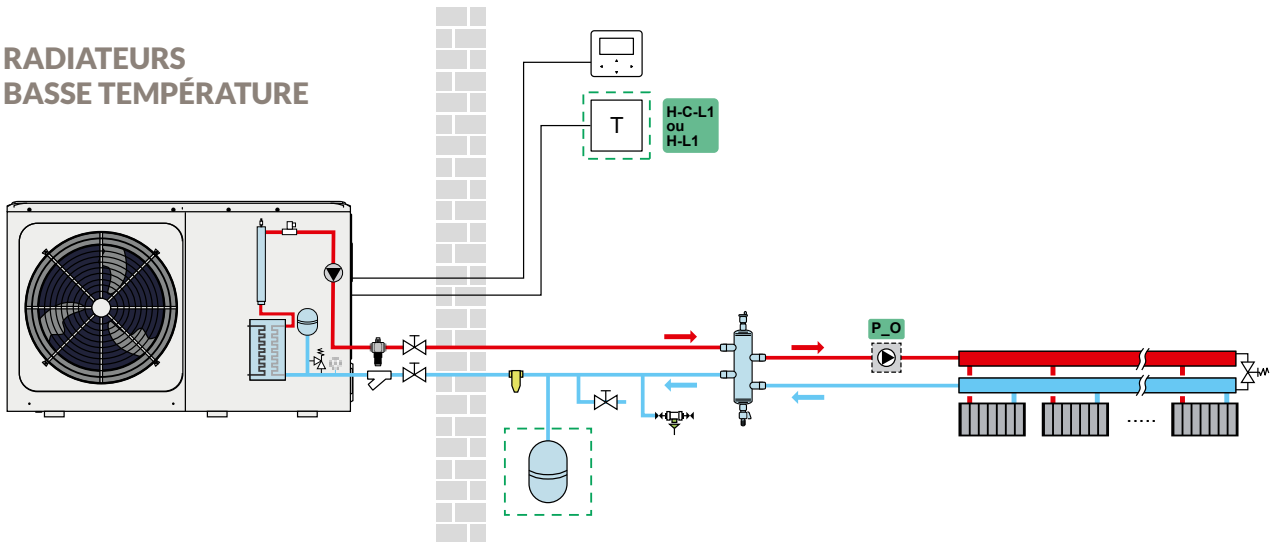 RADIATEURS
BASSE TEMPÉRATURE
T
H-C-L1
ou
H-L1
P_O